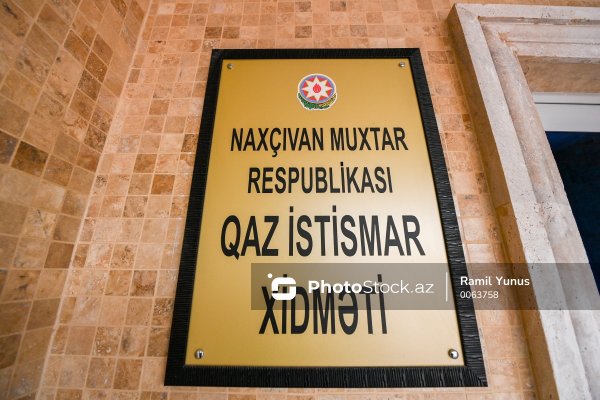 NAXÇIVAN MUXTAR
RESPUBLİKASI
QAZ İSTİSMAR
XİDMƏTİ
PhotoStock.az
Ramil Yunus
0063758